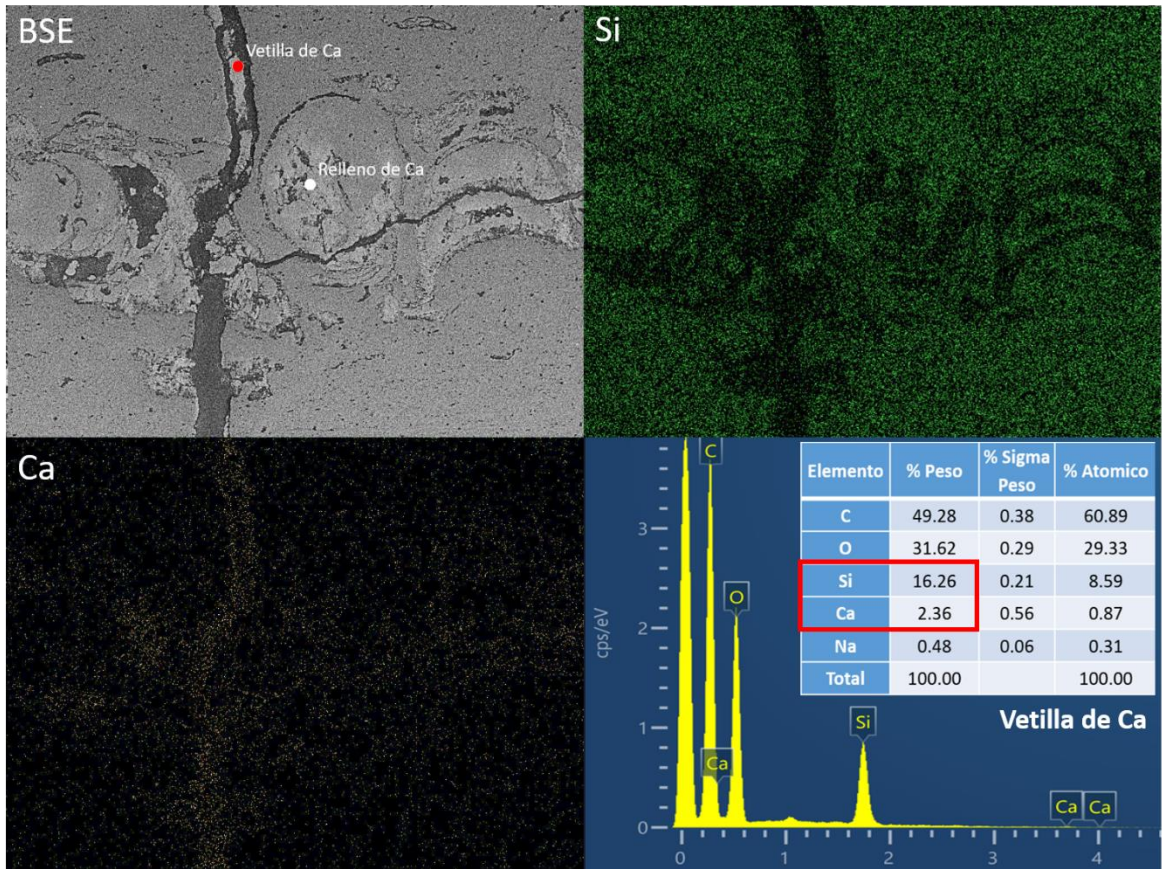 BSE
Vetilla de Ca
Relleno de Ca
Si
Ca
Elemento % Peso % Sigma Peso % Atomico
C 49.28 0.38 60.89
O 31.62 0.29 29.33
Si 16.26 0.21 8.59
Ca 2.36 0.56 0.87
Na 0.48 0.06 0.31
Total 100.00 100.00
Vetilla de Ca
C
O
Ca
Si
Ca Ca
cps/eV
3
2
1
0
0 1 2 3 4